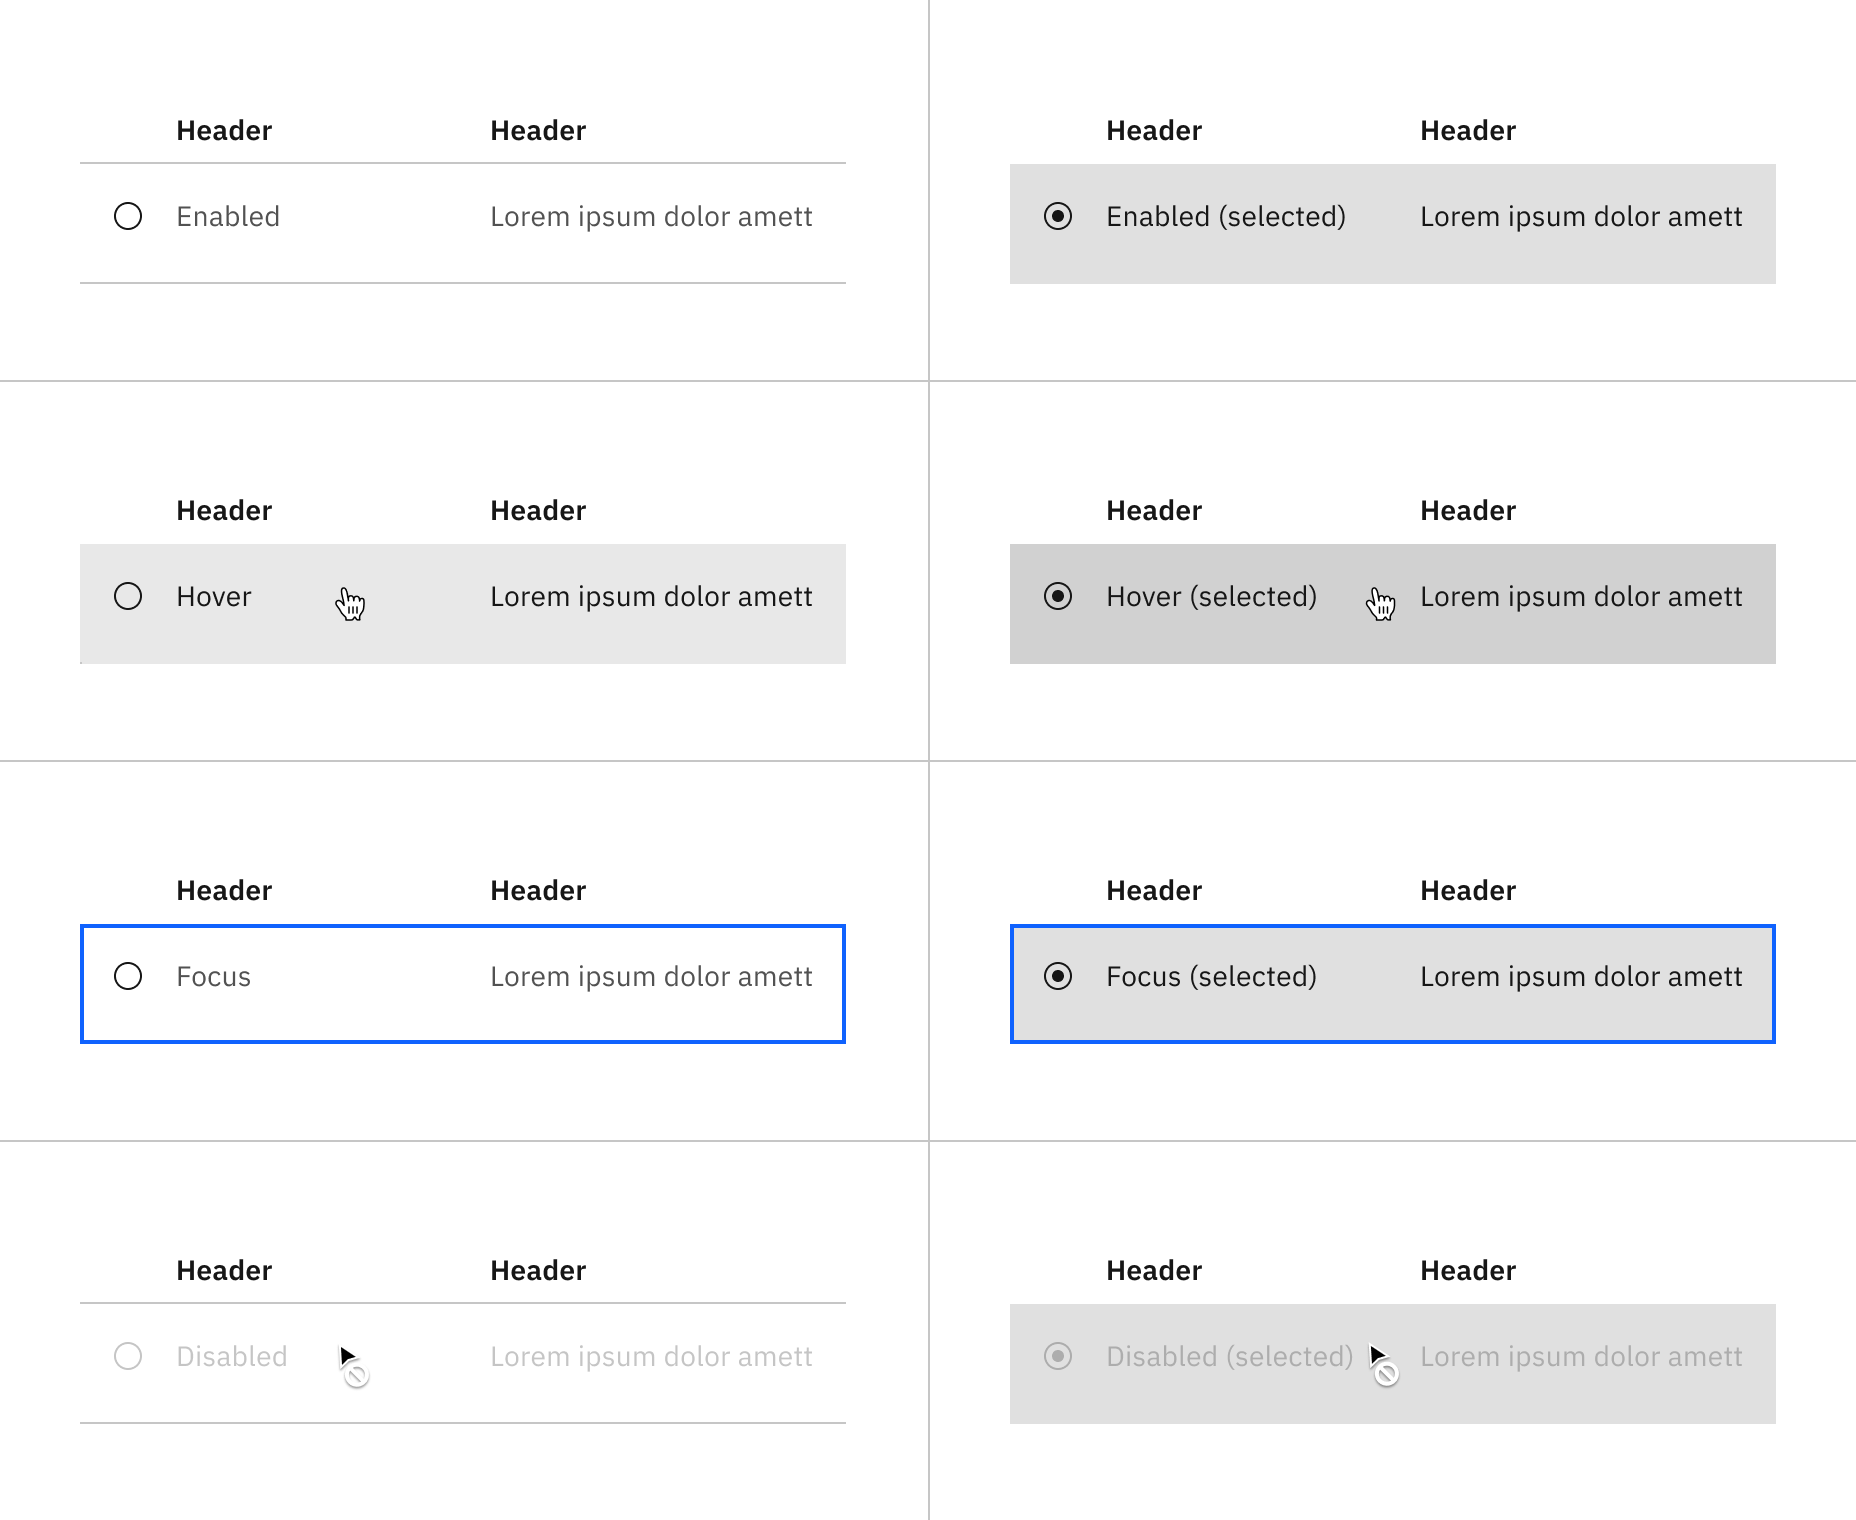 Header Header
Enabled Lorem ipsum dolor amett
Header Header
Enabled (selected) Lorem ipsum dolor amett
Header Header
Hover Lorem ipsum dolor amett
Header Header
Hover (selected) Lorem ipsum dolor amett
Header Header
Focus Lorem ipsum dolor amett
Header Header
Focus (selected) Lorem ipsum dolor amett
Header Header
Disabled Lorem ipsum dolor amett
Header Header
Disabled (selected) Lorem ipsum dolor amett